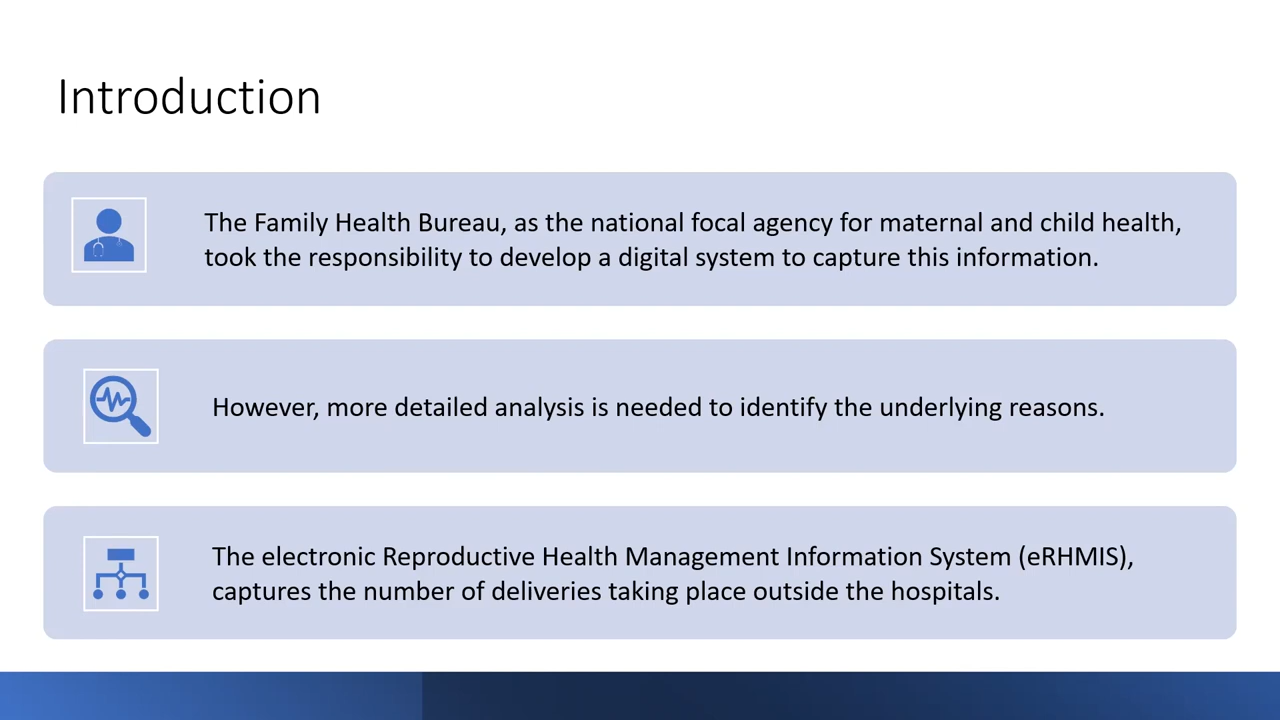 Introduction
The Family Health Bureau, as the national focal agency for maternal and child health,
took the responsibility to develop a digital system to capture this information.
However, more detailed analysis is needed to identify the underlying reasons.
The electronic Reproductive Health Management Information System (eRHMIS),
captures the number of deliveries taking place outside the hospitals.